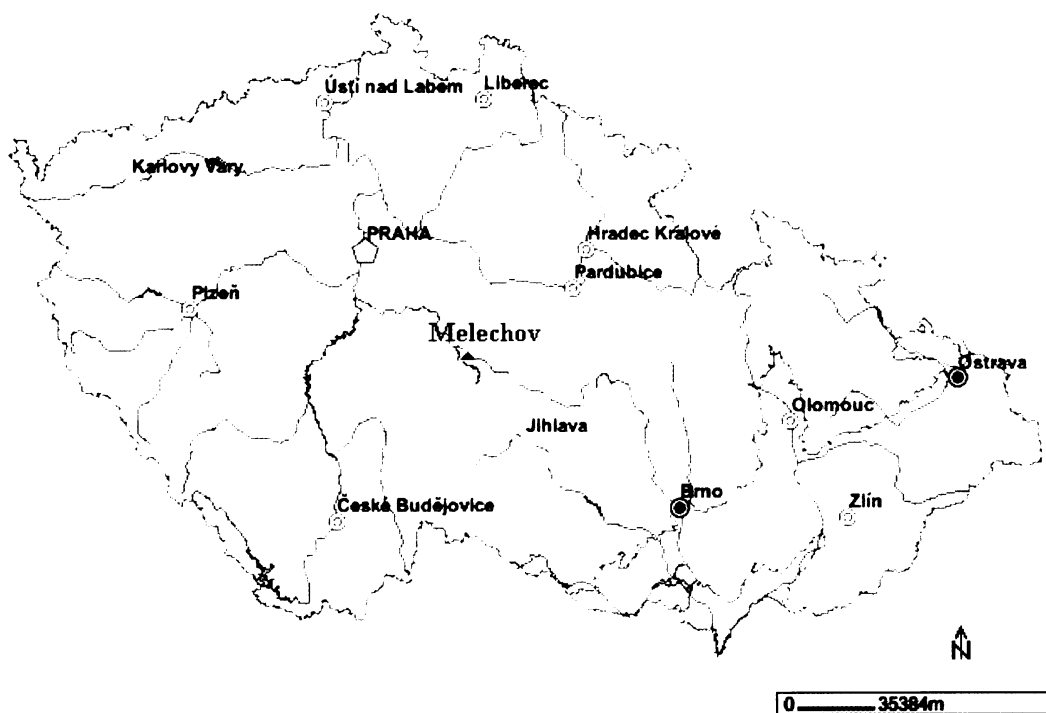 Ústí nad Labem
Liberec
Karlovy Vary
PRAHA
Hradec Králové
Pardubice
Plzeň
Melechov
Ostrava
Olomouc
Jihlava
Brno
Zlín
České Budějovice
N
0 35384m